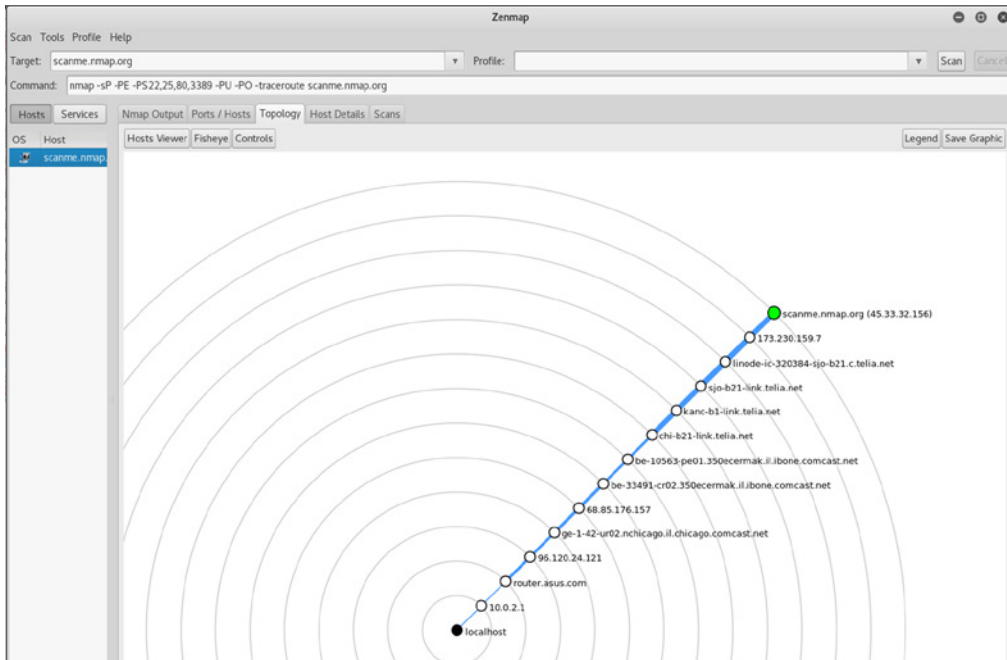 Zenmap
Scan Tools Profile Help
Target: scanme.nmap.org Profile: Scan Cancel
Command: nmap -sP -PE -PS22,25,80,3389 -PU -PO -traceroute scanme.nmap.org
Hosts Services Nmap Output Ports / Hosts Topology Host Details Scans
OS Host Hosts Viewer Fisheye Controls Legend Save Graphic
scanme.nmap.
scanme.nmap.org (45.33.32.156)
173.230.159.7
linode-ic-320384-sjo-b21.c.telia.net
sjo-b21-link.telia.net
kanc-b1-link.telia.net
chi-b21-link.telia.net
be-10563-pe01.350ecermak.il.ibone.comcast.net
be-33491-cr02.350ecermak.il.ibone.comcast.net
68.85.176.157
ge-1-42-ur02.nchicago.il.chicago.comcast.net
96.120.24.121
router.asus.com
10.0.2.1
localhost